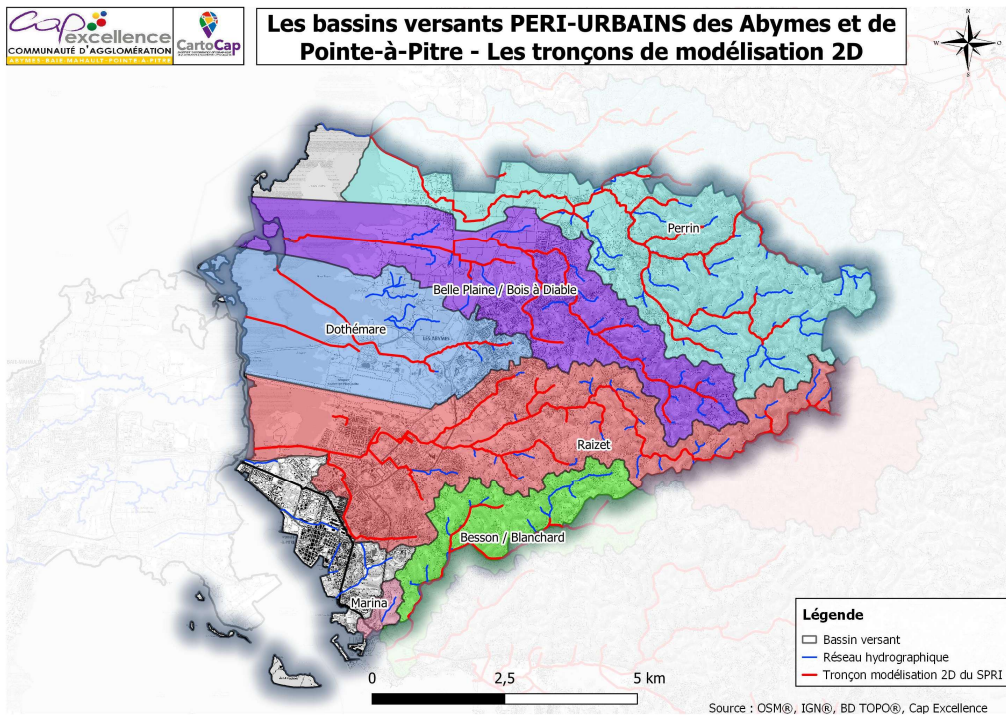 Cap
excellence
COMMUNAUTÉ D'AGGLOMÉRATION
ABYMES-BAIE-MAHAULT-POINTE-A-PITRE
CartoCap
Les bassins versants PERI-URBAINS des Abymes et de
Pointe-à-Pitre - Les tronçons de modélisation 2D
N
W
O
S
Perrin
Belle Plaine / Bois à Diable
Dothémare
LES ABYMES
Raizet
Besson / Blanchard
Marina
Légende
Bassin versant
Réseau hydrographique
Tronçon modélisation 2D du SPRI
0
2,5
5 km
Source : OSM®, IGN®, BD TOPO®, Cap Excellence